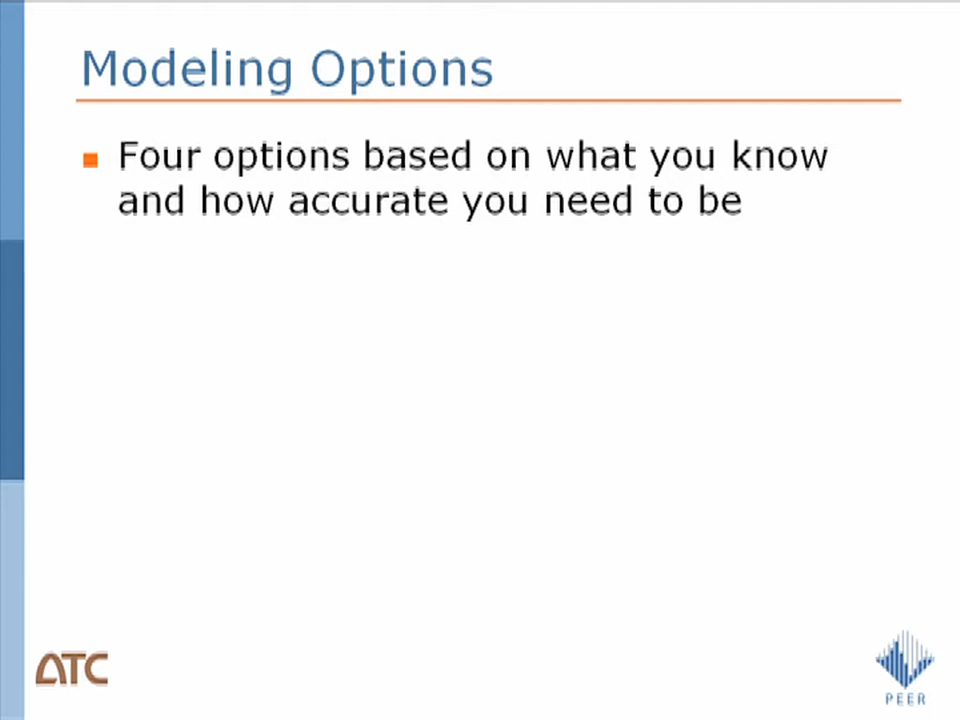 Modeling Options
Four options based on what you know
and how accurate you need to be
ATC
PEER